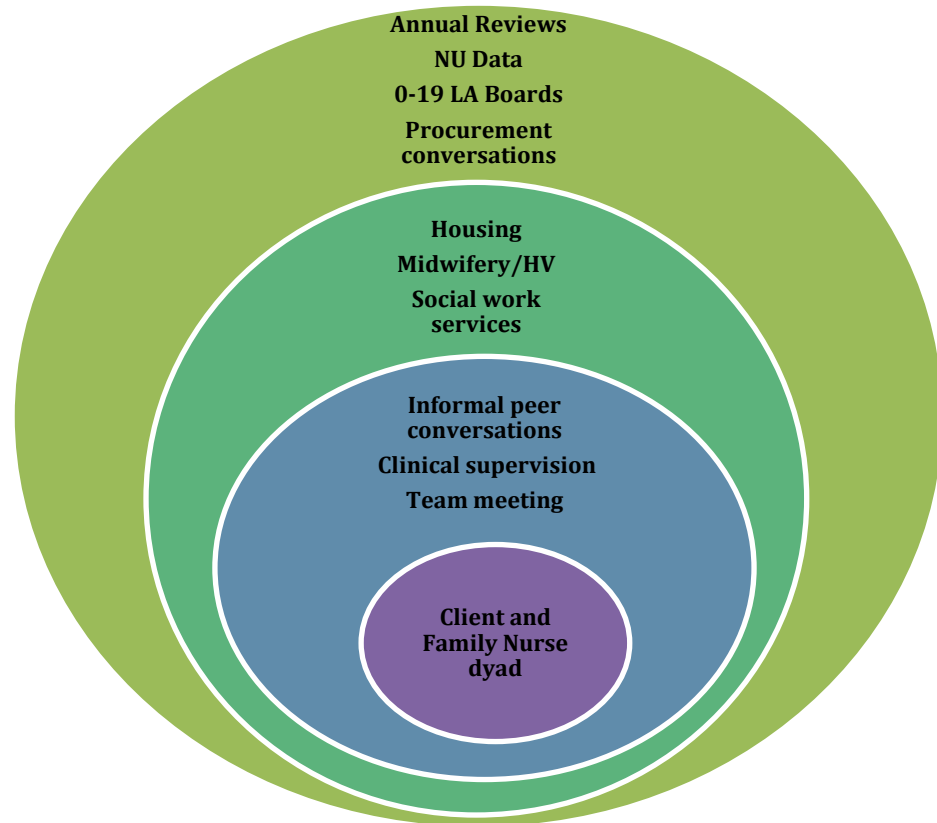 Annual Reviews
NU Data
0-19 LA Boards
Procurement
conversations
Housing
Midwifery/HV
Social work
services
Informal peer
conversations
Clinical supervision
Team meeting
Client and
Family Nurse
dyad